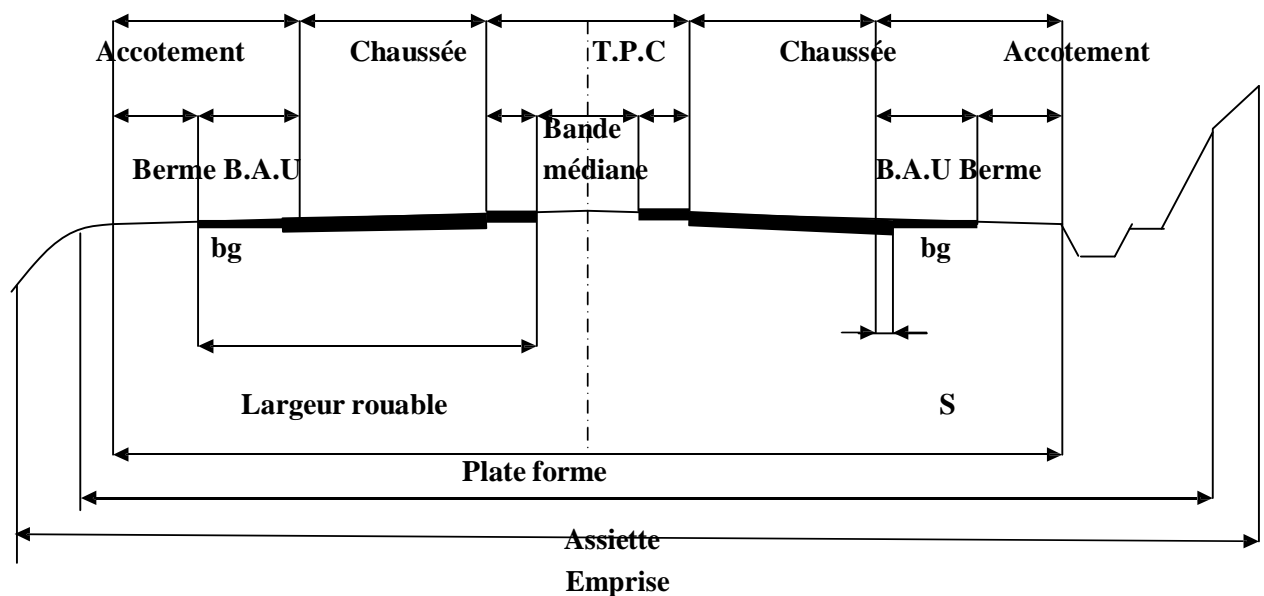 Accotement Chaussée T.P.C Chaussée Accotement
Bande
Berme B.A.U médiane B.A.U Berme
bg bg
Largeur rouable S
Plate forme
Assiette
Emprise